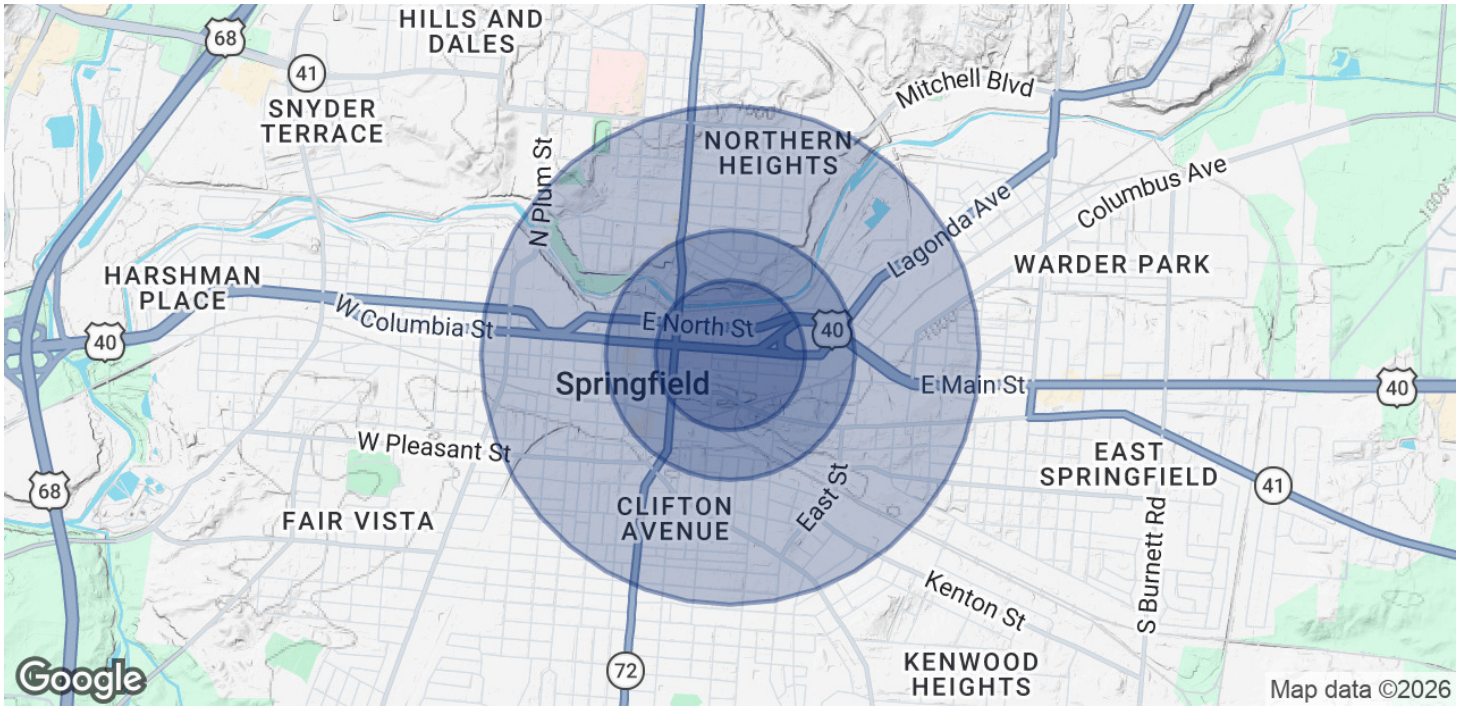 HILLS AND
DALES
68
41
SNYDER
TERRACE
Mitchell Blvd
NORTHERN
HEIGHTS
N Plum St
Columbus Ave
1000
Lagonda Ave
WARDER PARK
HARSHMAN
PLACE
W Columbia St
E North St
40
1000
40
Springfield
E Main St
40
W Pleasant St
EAST
SPRINGFIELD
68
41
CLIFTON
AVENUE
East St
FAIR VISTA
S Burnett Rd
Kenton St
72
KENWOOD
HEIGHTS
Google
Map data ©2026